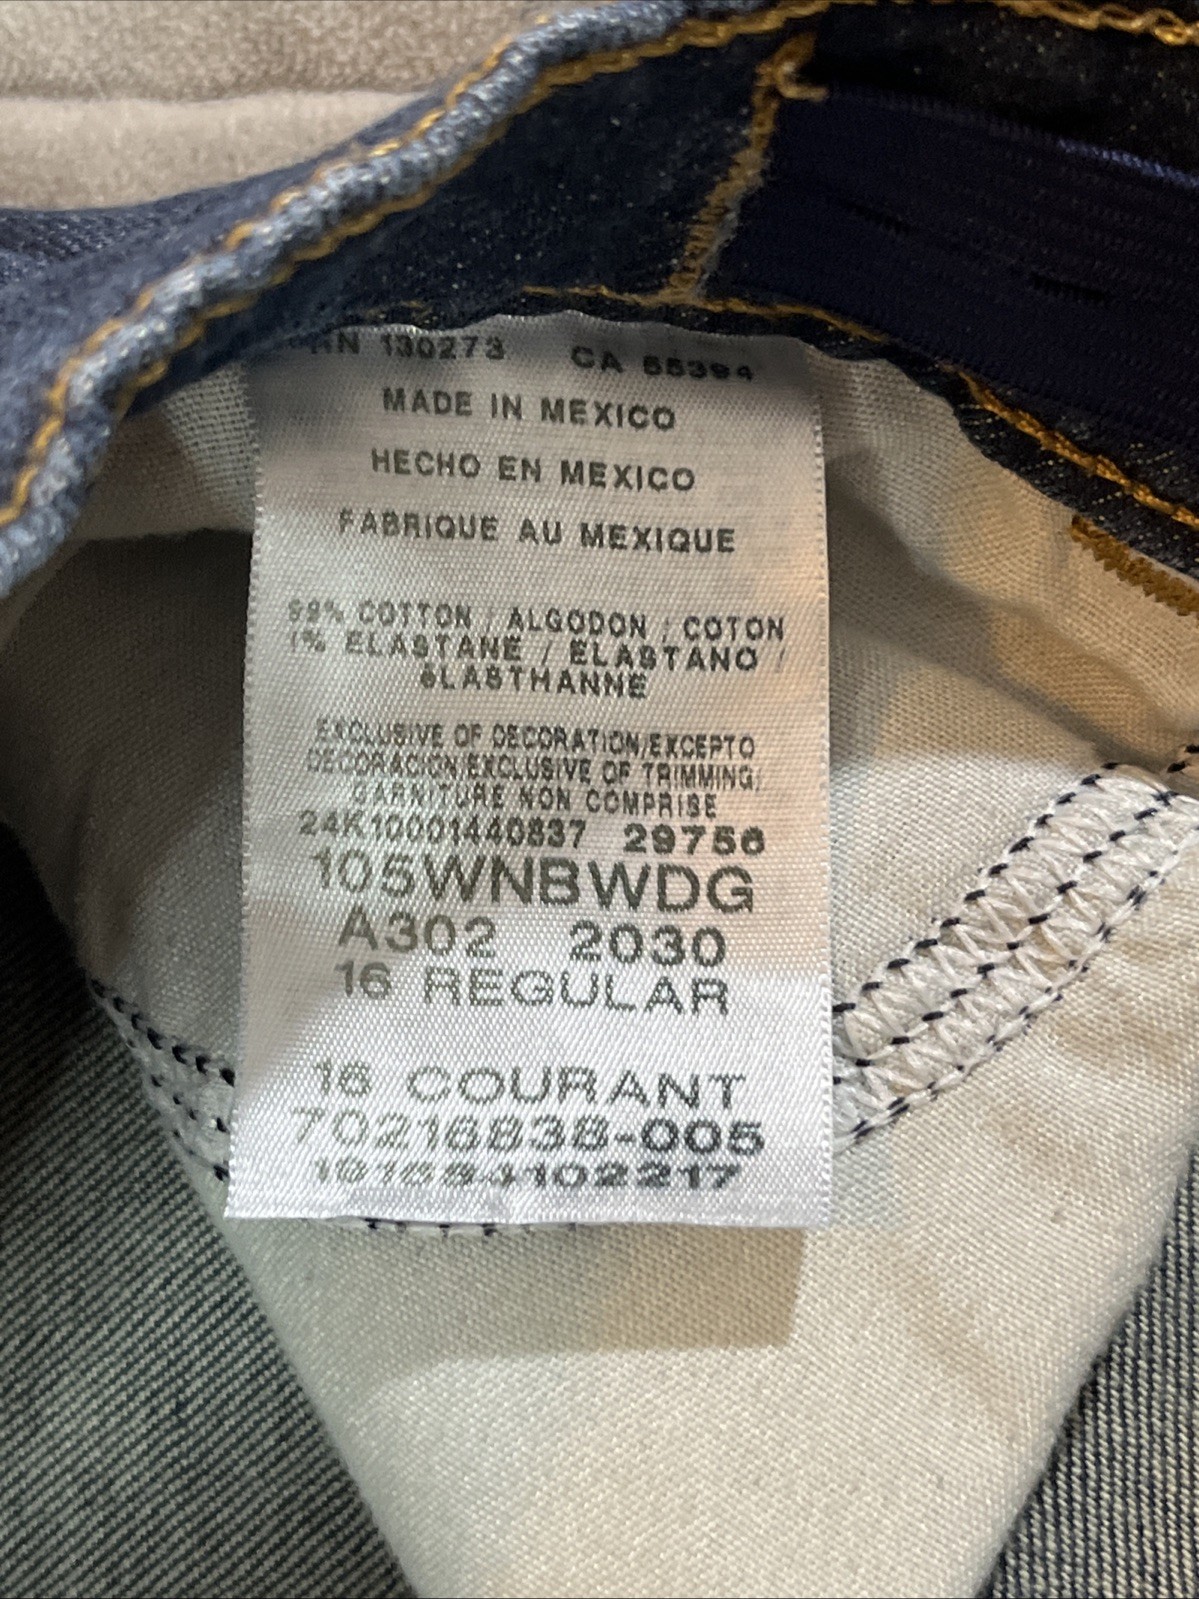 130273 CA 55394
MADE IN MEXICO
HECHO EN MEXICO
FABRIQUE AU MEXIQUE
99% COTTON / ALGODON / COTON
1% ELASTANE / ELASTANO /
éLASTHANNE
EXCLUSIVE OF DECORATION/EXCEPTO
DECORACION/EXCLUSIVE OF TRIMMING/
GARNITURE NON COMPRISE
24K10001440837 29756
105WNBWDG
A302 2030
16 REGULAR
16 COURANT
70216838-005